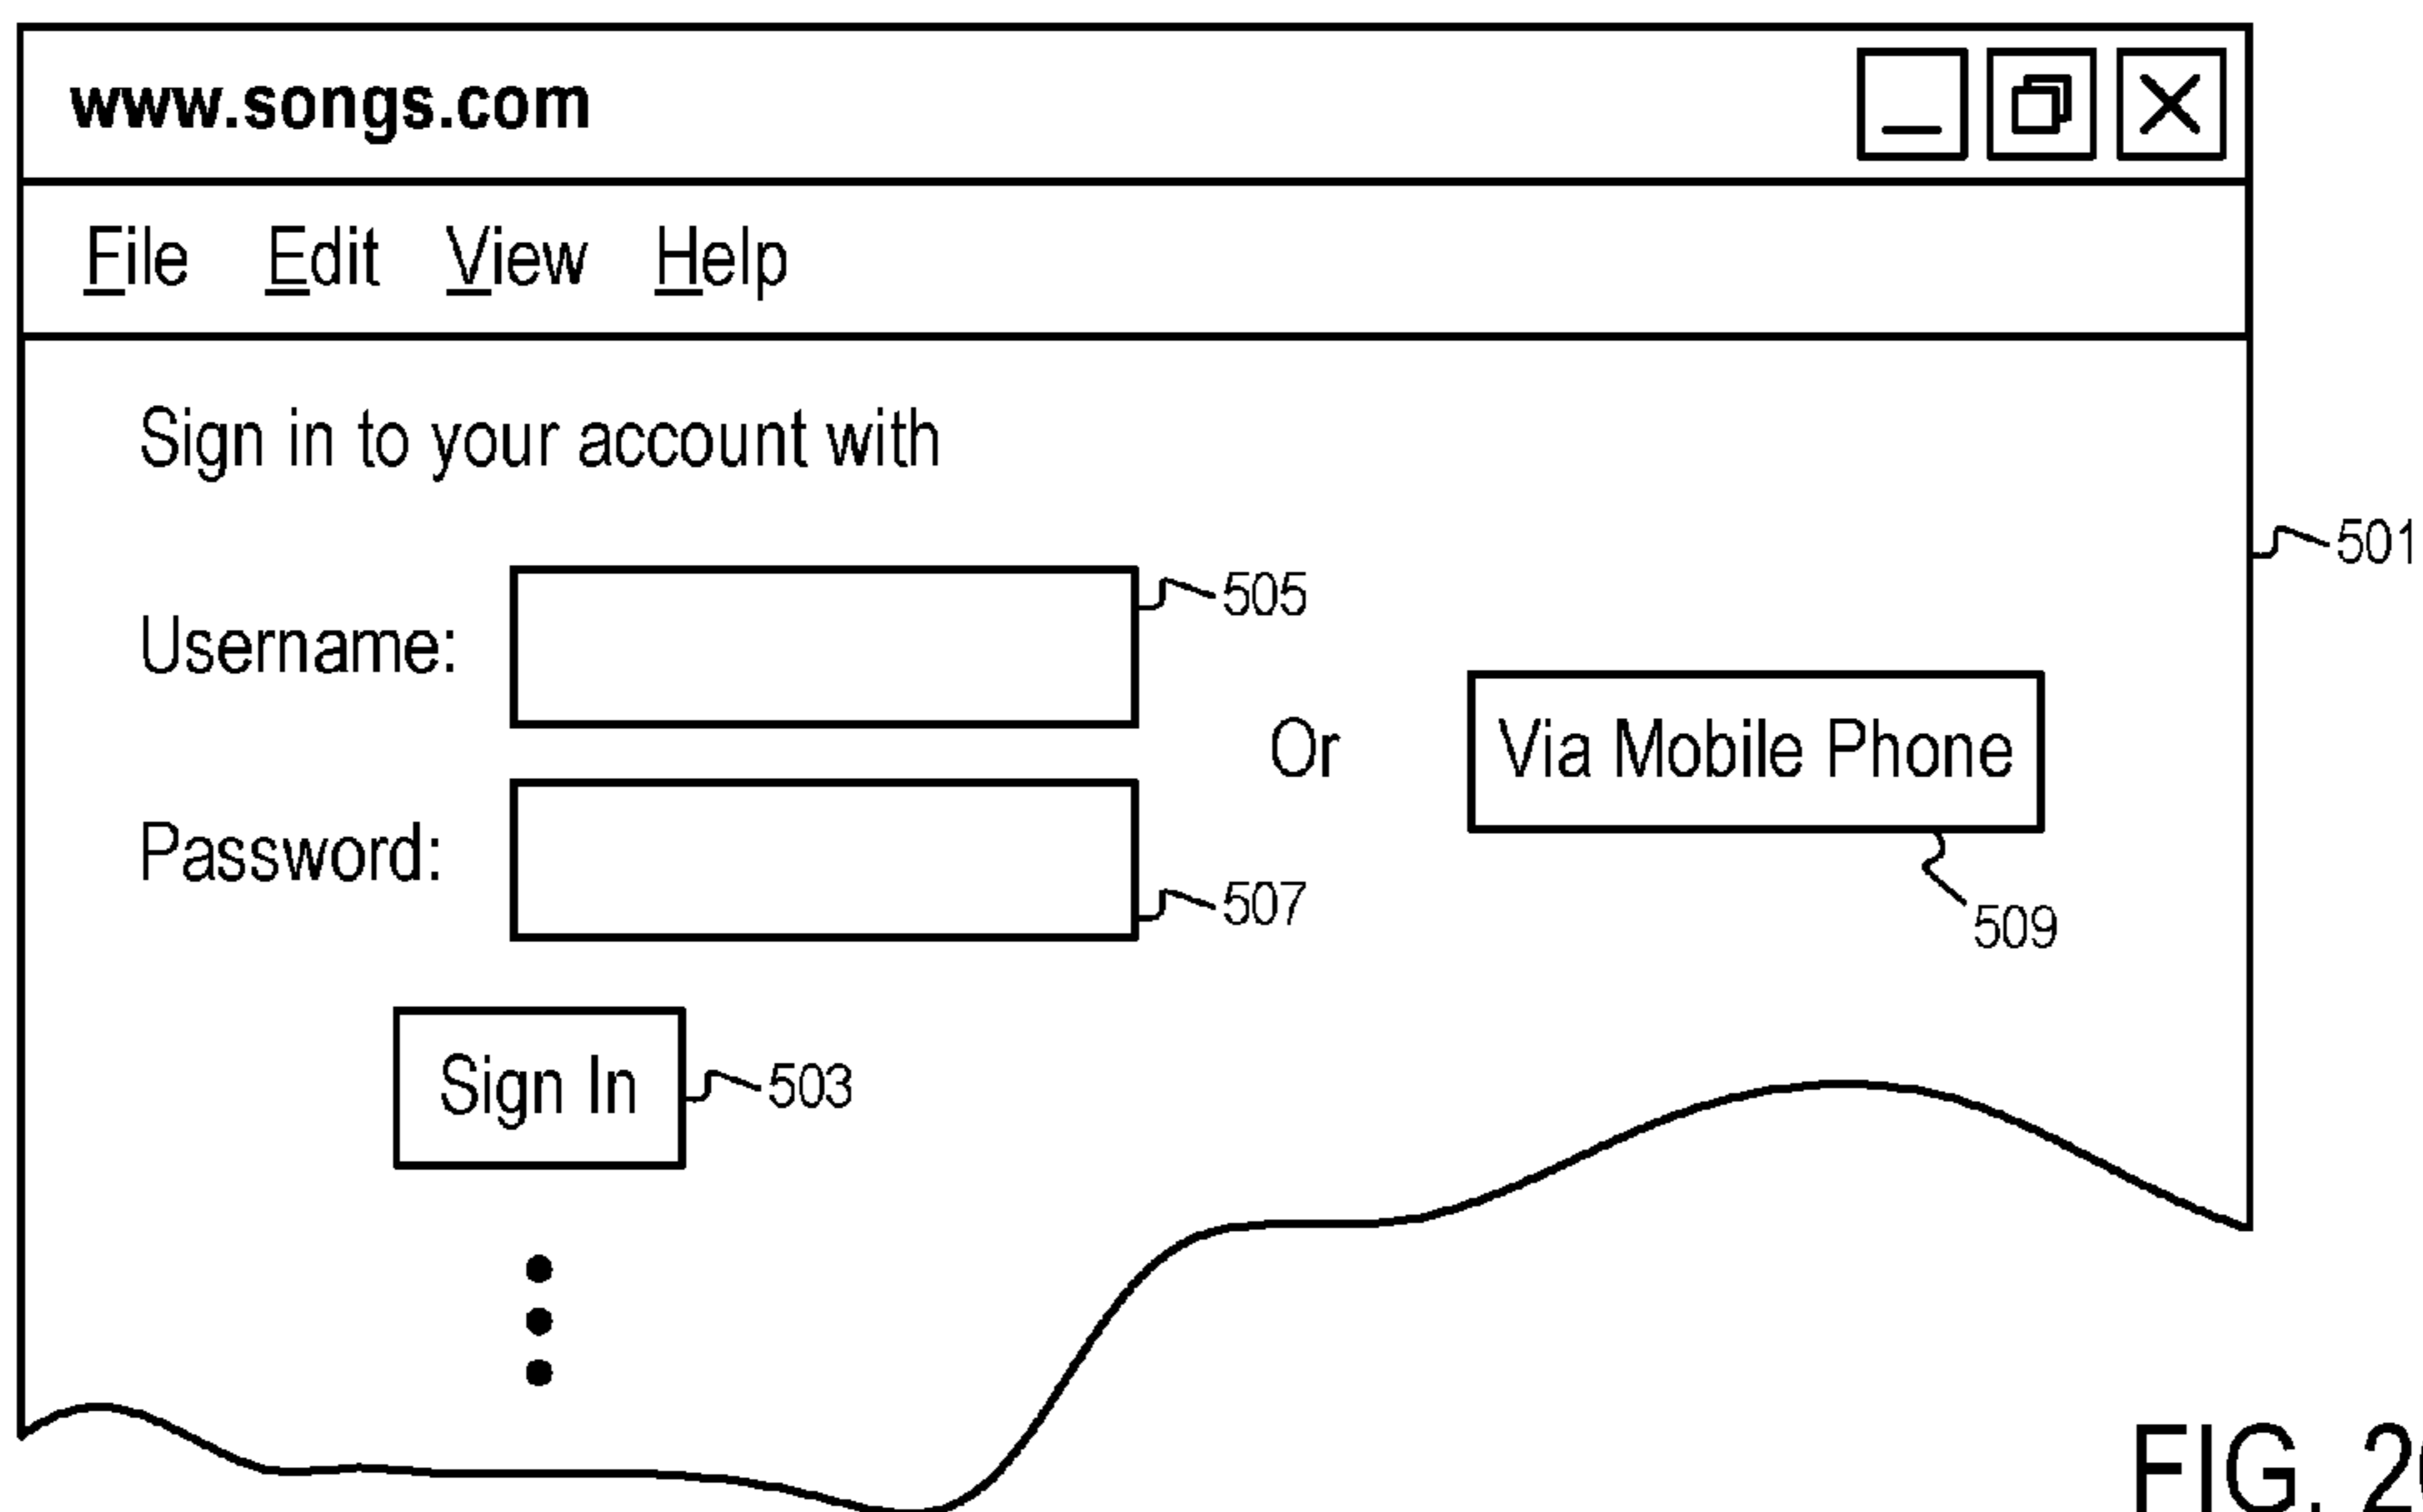 www.songs.com
File Edit View Help
Sign in to your account with
501
Username: 505
Or Via Mobile Phone
Password: 507
509
Sign In 503
FIG.